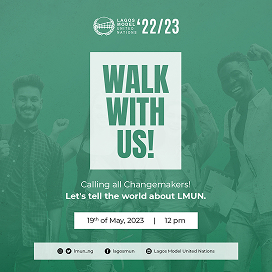 LAGOS
MODEL
UNITED
NATIONS
'22/23
WALK
WITH
US!
Calling all Changemakers!
Let's tell the world about LMUN.
19th of May, 2023 | 12 pm
lmun_ng lagosmun Lagos Model United Nations